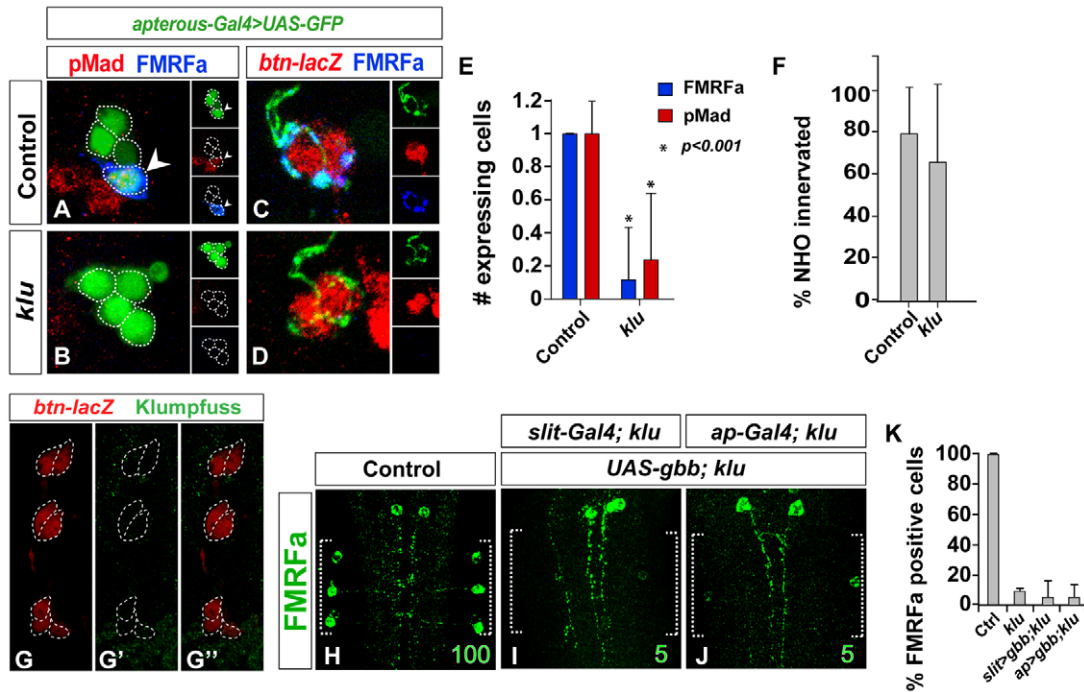 apterous-Gal4>UAS-GFP
pMad FMRFa
btn-lacZ FMRFa
Control
klu
A
C
B
D
E
# expressing cells
1.2
1
0.8
0.6
0.4
0.2
0
FMRFa
pMad
* p<0.001
*
*
Control
klu
F
% NHO innervated
100
80
60
40
20
0
Control
klu
btn-lacZ Klumpfuss
G
G'
G''
slit-Gal4; klu
ap-Gal4; klu
Control
UAS-gbb; klu
FMRFa
H
100
I
5
J
5
K
% FMRFa positive cells
100
80
60
40
20
10
0
Ctrl
klu
slit>gbb;klu
ap>gbb;klu